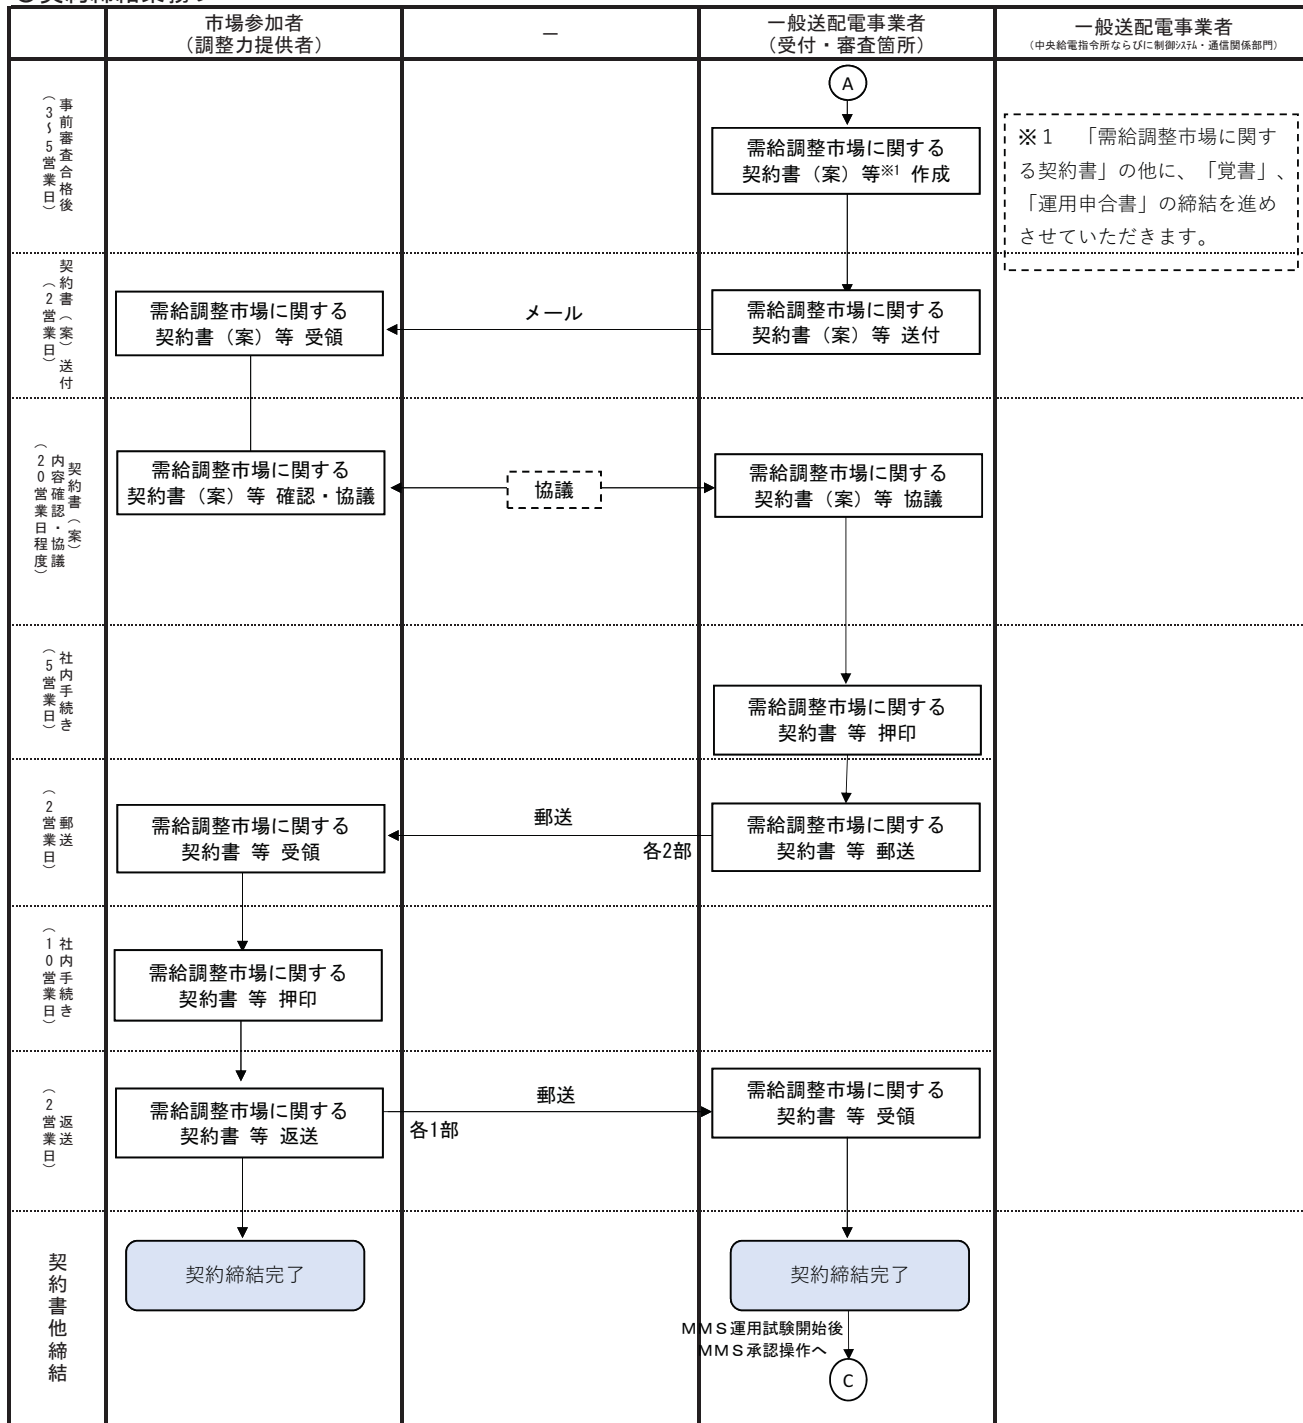 市場参加者
（調整力提供者）
－
一般送配電事業者
（受付・審査箇所）
一般送配電事業者
（中央給電指令所ならびに制御ｼｽﾃﾑ・通信関係部門）
事前審査合格後
（3～5営業日）
A
需給調整市場に関する
契約書（案）等※1 作成
※１　「需給調整市場に関す
る契約書」の他に、「覚書」、
「運用申合書」の締結を進め
させていただきます。
契約書（案）送付
（2営業日）
需給調整市場に関する
契約書（案）等 受領
メール
需給調整市場に関する
契約書（案）等 送付
契約書（案）
内容確認・協議
（20営業日程度）
需給調整市場に関する
契約書（案）等 確認・協議
協議
需給調整市場に関する
契約書（案）等 協議
社内手続き
（5営業日）
需給調整市場に関する
契約書 等 押印
郵送
（2営業日）
需給調整市場に関する
契約書 等 受領
郵送
各2部
需給調整市場に関する
契約書 等 郵送
社内手続き
（10営業日）
需給調整市場に関する
契約書 等 押印
返送
（2営業日）
需給調整市場に関する
契約書 等 返送
郵送
各1部
需給調整市場に関する
契約書 等 受領
契約書他締結
契約締結完了
契約締結完了
ＭＭＳ運用試験開始後
ＭＭＳ承認操作へ
C